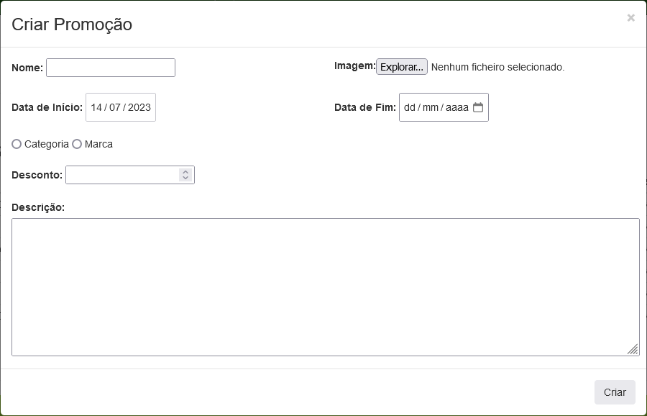 Criar Promoção
×
Nome:
Imagem: Explorar... Nenhum ficheiro selecionado.
Data de Início: 14 / 07 / 2023
Data de Fim: dd / mm / aaaa
Categoria Marca
Desconto:
Descrição:
Criar